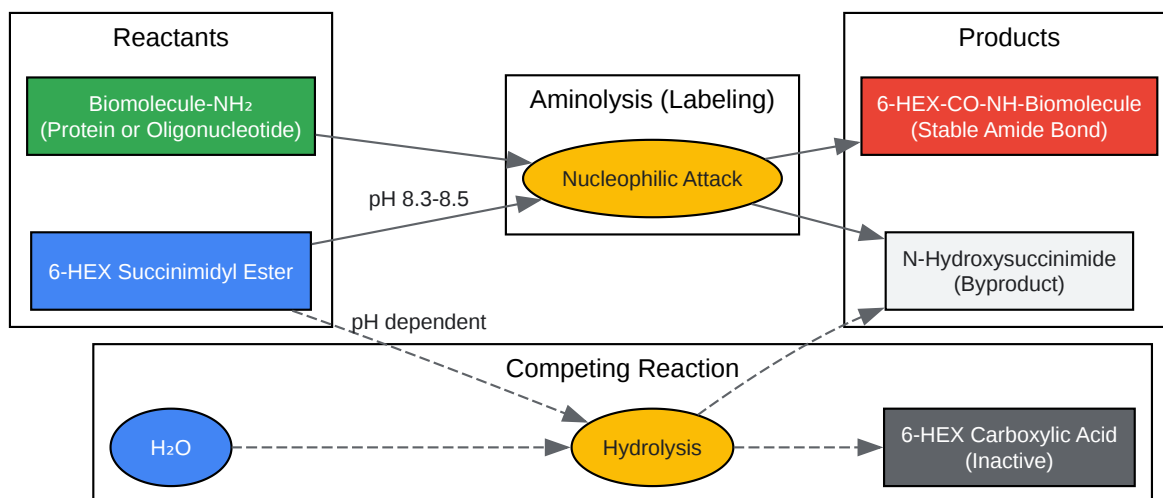 Reactants
Products
Biomolecule-NH₂
(Protein or Oligonucleotide)
Aminolysis (Labeling)
6-HEX-CO-NH-Biomolecule
(Stable Amide Bond)
Nucleophilic Attack
pH 8.3-8.5
6-HEX Succinimidyl Ester
N-Hydroxysuccinimide
(Byproduct)
pH dependent
Competing Reaction
H₂O
Hydrolysis
6-HEX Carboxylic Acid
(Inactive)